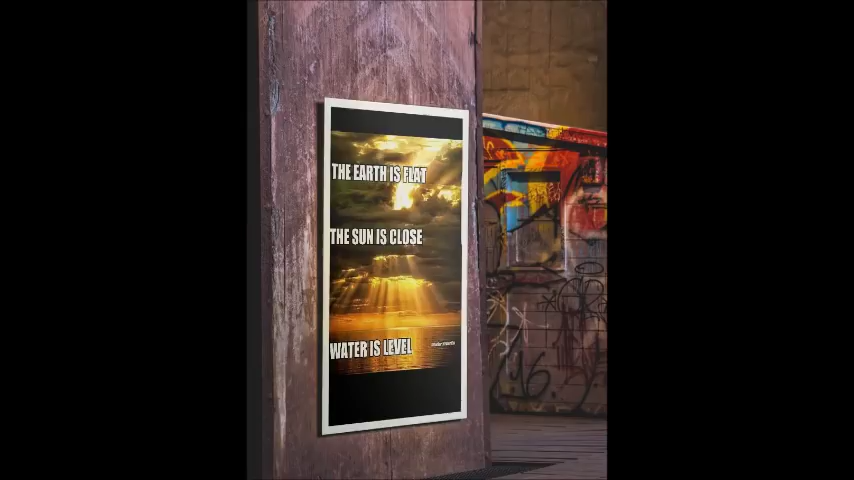 THE EARTH IS FLAT
THE SUN IS CLOSE
WATER IS LEVEL